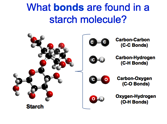 What bonds are found in a
starch molecule?
Carbon-Carbon
(C-C Bonds)
Carbon-Hydrogen
(C-H Bonds)
Carbon-Oxygen
(C-O Bonds)
Oxygen-Hydrogen
(O-H Bonds)
Starch